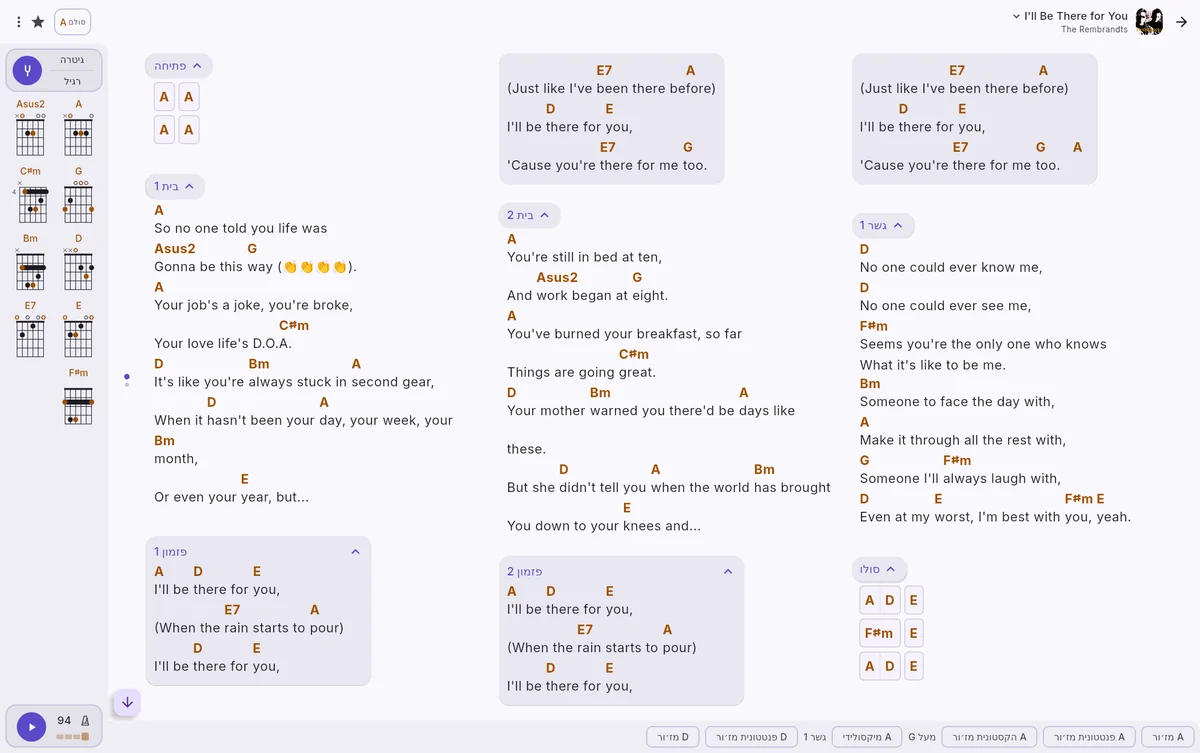 סולם A
I'll Be There for You
The Rembrandts
גיטרה
רגיל
Asus2 A
C#m G
4
Bm D
E7 E
F#m
94
פתיחה
A A
A A
בית 1
A
So no one told you life was
Asus2 G
Gonna be this way (👏👏👏👏).
A
Your job's a joke, you're broke,
C#m
Your love life's D.O.A.
D Bm A
It's like you're always stuck in second gear,
D A
When it hasn't been your day, your week, your
Bm
month,
E
Or even your year, but...
פזמון 1
A D E
I'll be there for you,
E7 A
(When the rain starts to pour)
D E
I'll be there for you,
E7 A
(Just like I've been there before)
D E
I'll be there for you,
E7 G
'Cause you're there for me too.
בית 2
A
You're still in bed at ten,
Asus2 G
And work began at eight.
A
You've burned your breakfast, so far
C#m
Things are going great.
D Bm A
Your mother warned you there'd be days like
these.
D A Bm
But she didn't tell you when the world has brought
E
You down to your knees and...
פזמון 2
A D E
I'll be there for you,
E7 A
(When the rain starts to pour)
D E
I'll be there for you,
E7 A
(Just like I've been there before)
D E
I'll be there for you,
E7 G A
'Cause you're there for me too.
גשר 1
D
No one could ever know me,
D
No one could ever see me,
F#m
Seems you're the only one who knows
What it's like to be me.
Bm
Someone to face the day with,
A
Make it through all the rest with,
G F#m
Someone I'll always laugh with,
D E F#m E
Even at my worst, I'm best with you, yeah.
סולו
A D E
F#m E
A D E
A מז׳ור
A פנטטונית מז׳ור
A הקסטונית מז׳ור
מעל G
A מיקסולידי
גשר 1
D פנטטונית מז׳ור
D מז׳ור